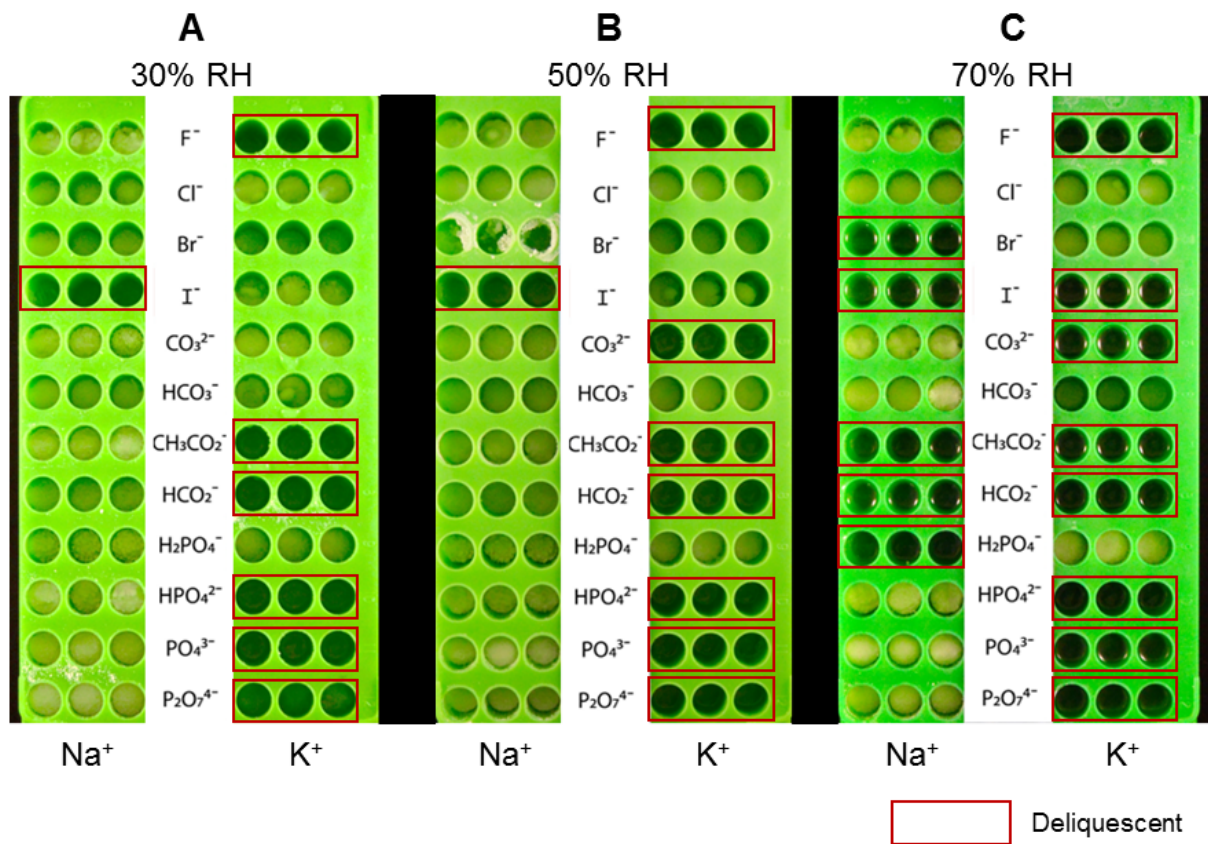 A
B
C
30% RH
50% RH
70% RH
F⁻
F⁻
F⁻
Cl⁻
Cl⁻
Cl⁻
Br⁻
Br⁻
Br⁻
I⁻
I⁻
I⁻
CO₃²⁻
CO₃²⁻
CO₃²⁻
HCO₃⁻
HCO₃⁻
HCO₃⁻
CH₃CO₂⁻
CH₃CO₂⁻
CH₃CO₂⁻
HCO₂⁻
HCO₂⁻
HCO₂⁻
H₂PO₄⁻
H₂PO₄⁻
H₂PO₄⁻
HPO₄²⁻
HPO₄²⁻
HPO₄²⁻
PO₄³⁻
PO₄³⁻
PO₄³⁻
P₂O₇⁴⁻
P₂O₇⁴⁻
P₂O₇⁴⁻
Na⁺
K⁺
Na⁺
K⁺
Na⁺
K⁺
Deliquescent